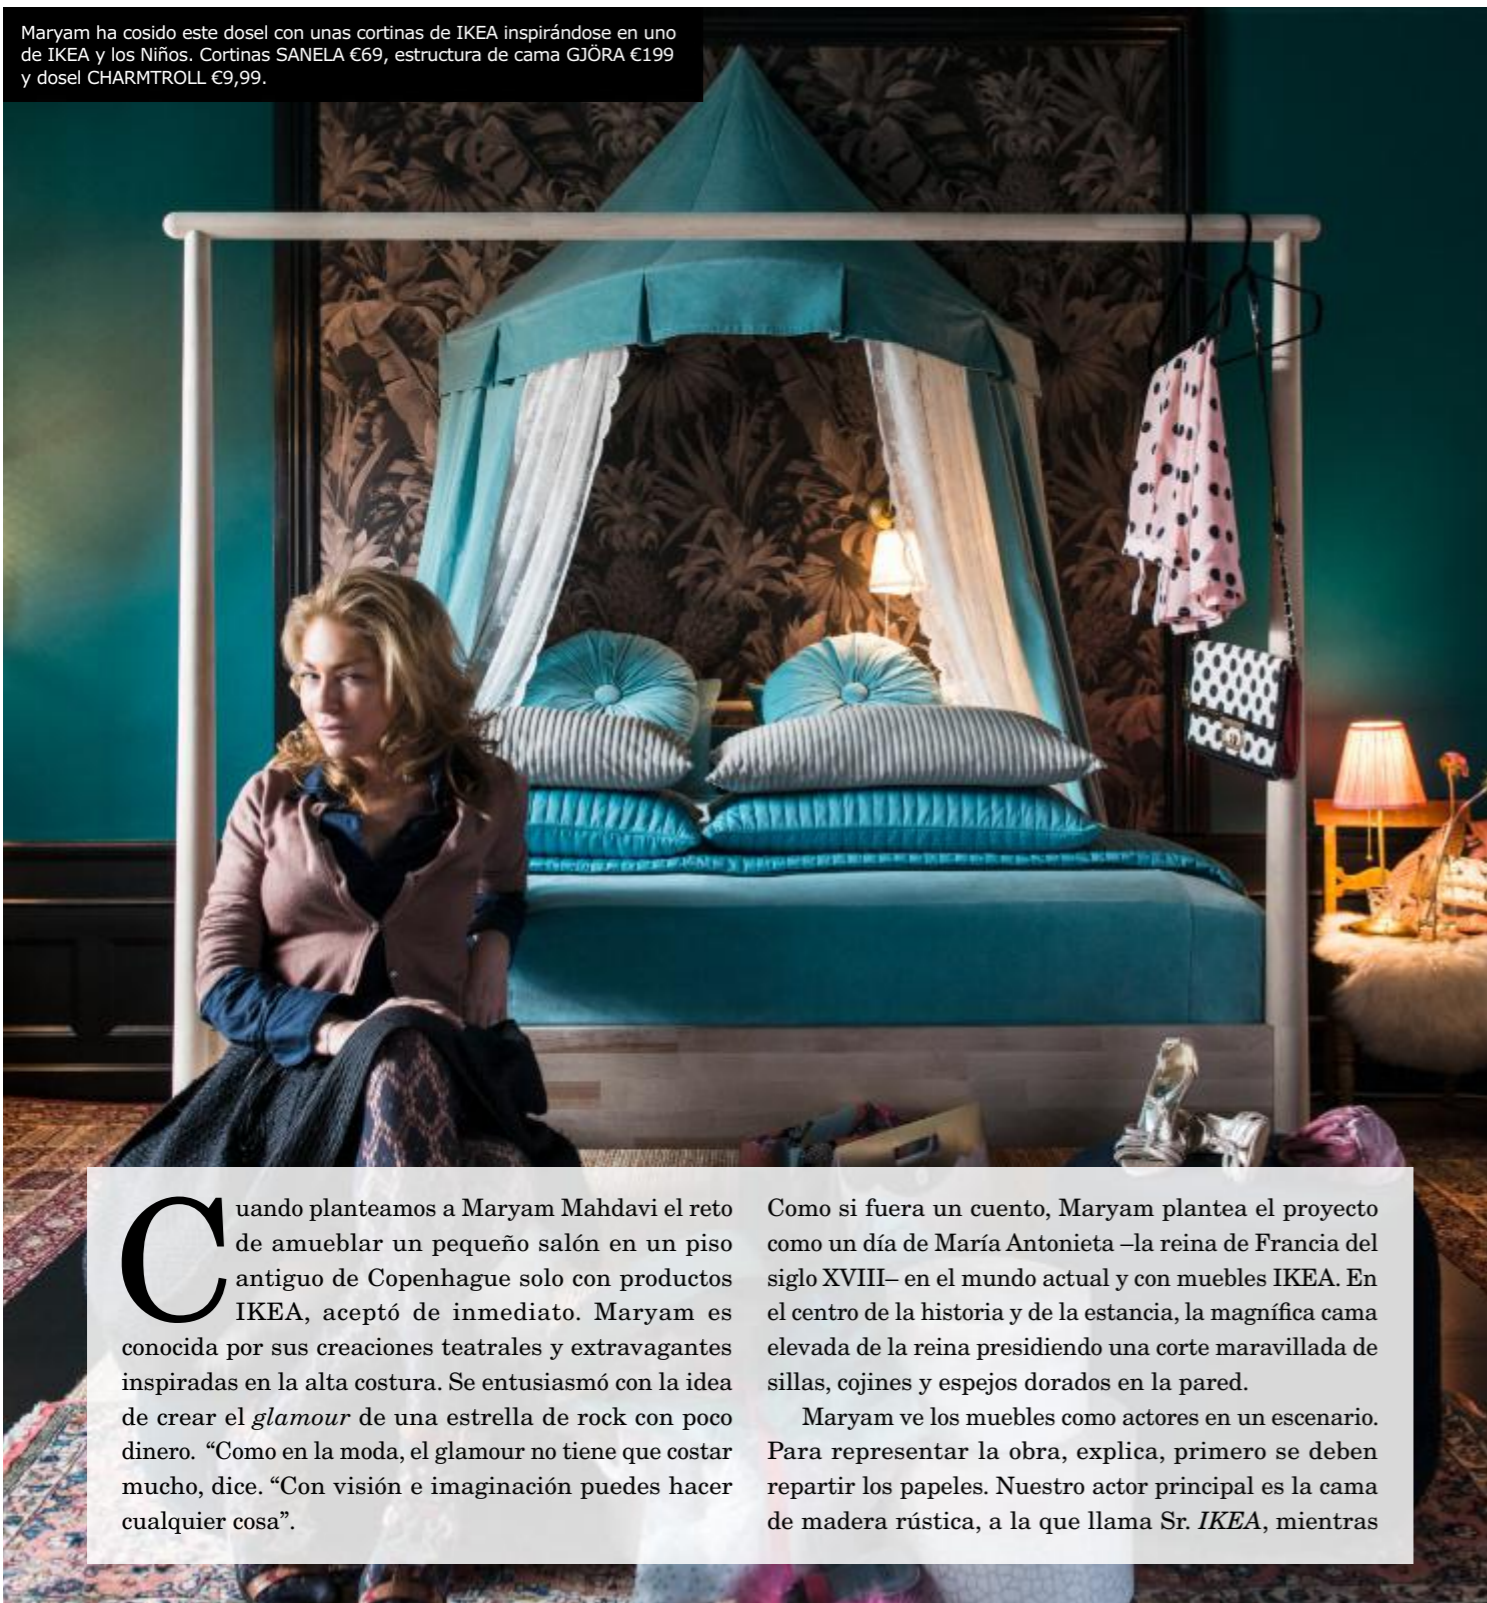 Maryam ha cosido este dosel con unas cortinas de IKEA inspirándose en uno
de IKEA y los Niños. Cortinas SANELA €69, estructura de cama GJÖRA €199
y dosel CHARMTROLL €9,99.
Cuando planteamos a Maryam Mahdavi el reto
de amueblar un pequeño salón en un piso
antiguo de Copenhague solo con productos
IKEA, aceptó de inmediato. Maryam es
conocida por sus creaciones teatrales y extravagantes
inspiradas en la alta costura. Se entusiasmó con la idea
de crear el glamour de una estrella de rock con poco
dinero. “Como en la moda, el glamour no tiene que costar
mucho, dice. “Con visión e imaginación puedes hacer
cualquier cosa”.
Como si fuera un cuento, Maryam plantea el proyecto
como un día de María Antonieta –la reina de Francia del
siglo XVIII– en el mundo actual y con muebles IKEA. En
el centro de la historia y de la estancia, la magnífica cama
elevada de la reina presidiendo una corte maravillada de
sillas, cojines y espejos dorados en la pared.
Maryam ve los muebles como actores en un escenario.
Para representar la obra, explica, primero se deben
repartir los papeles. Nuestro actor principal es la cama
de madera rústica, a la que llama Sr. IKEA, mientras